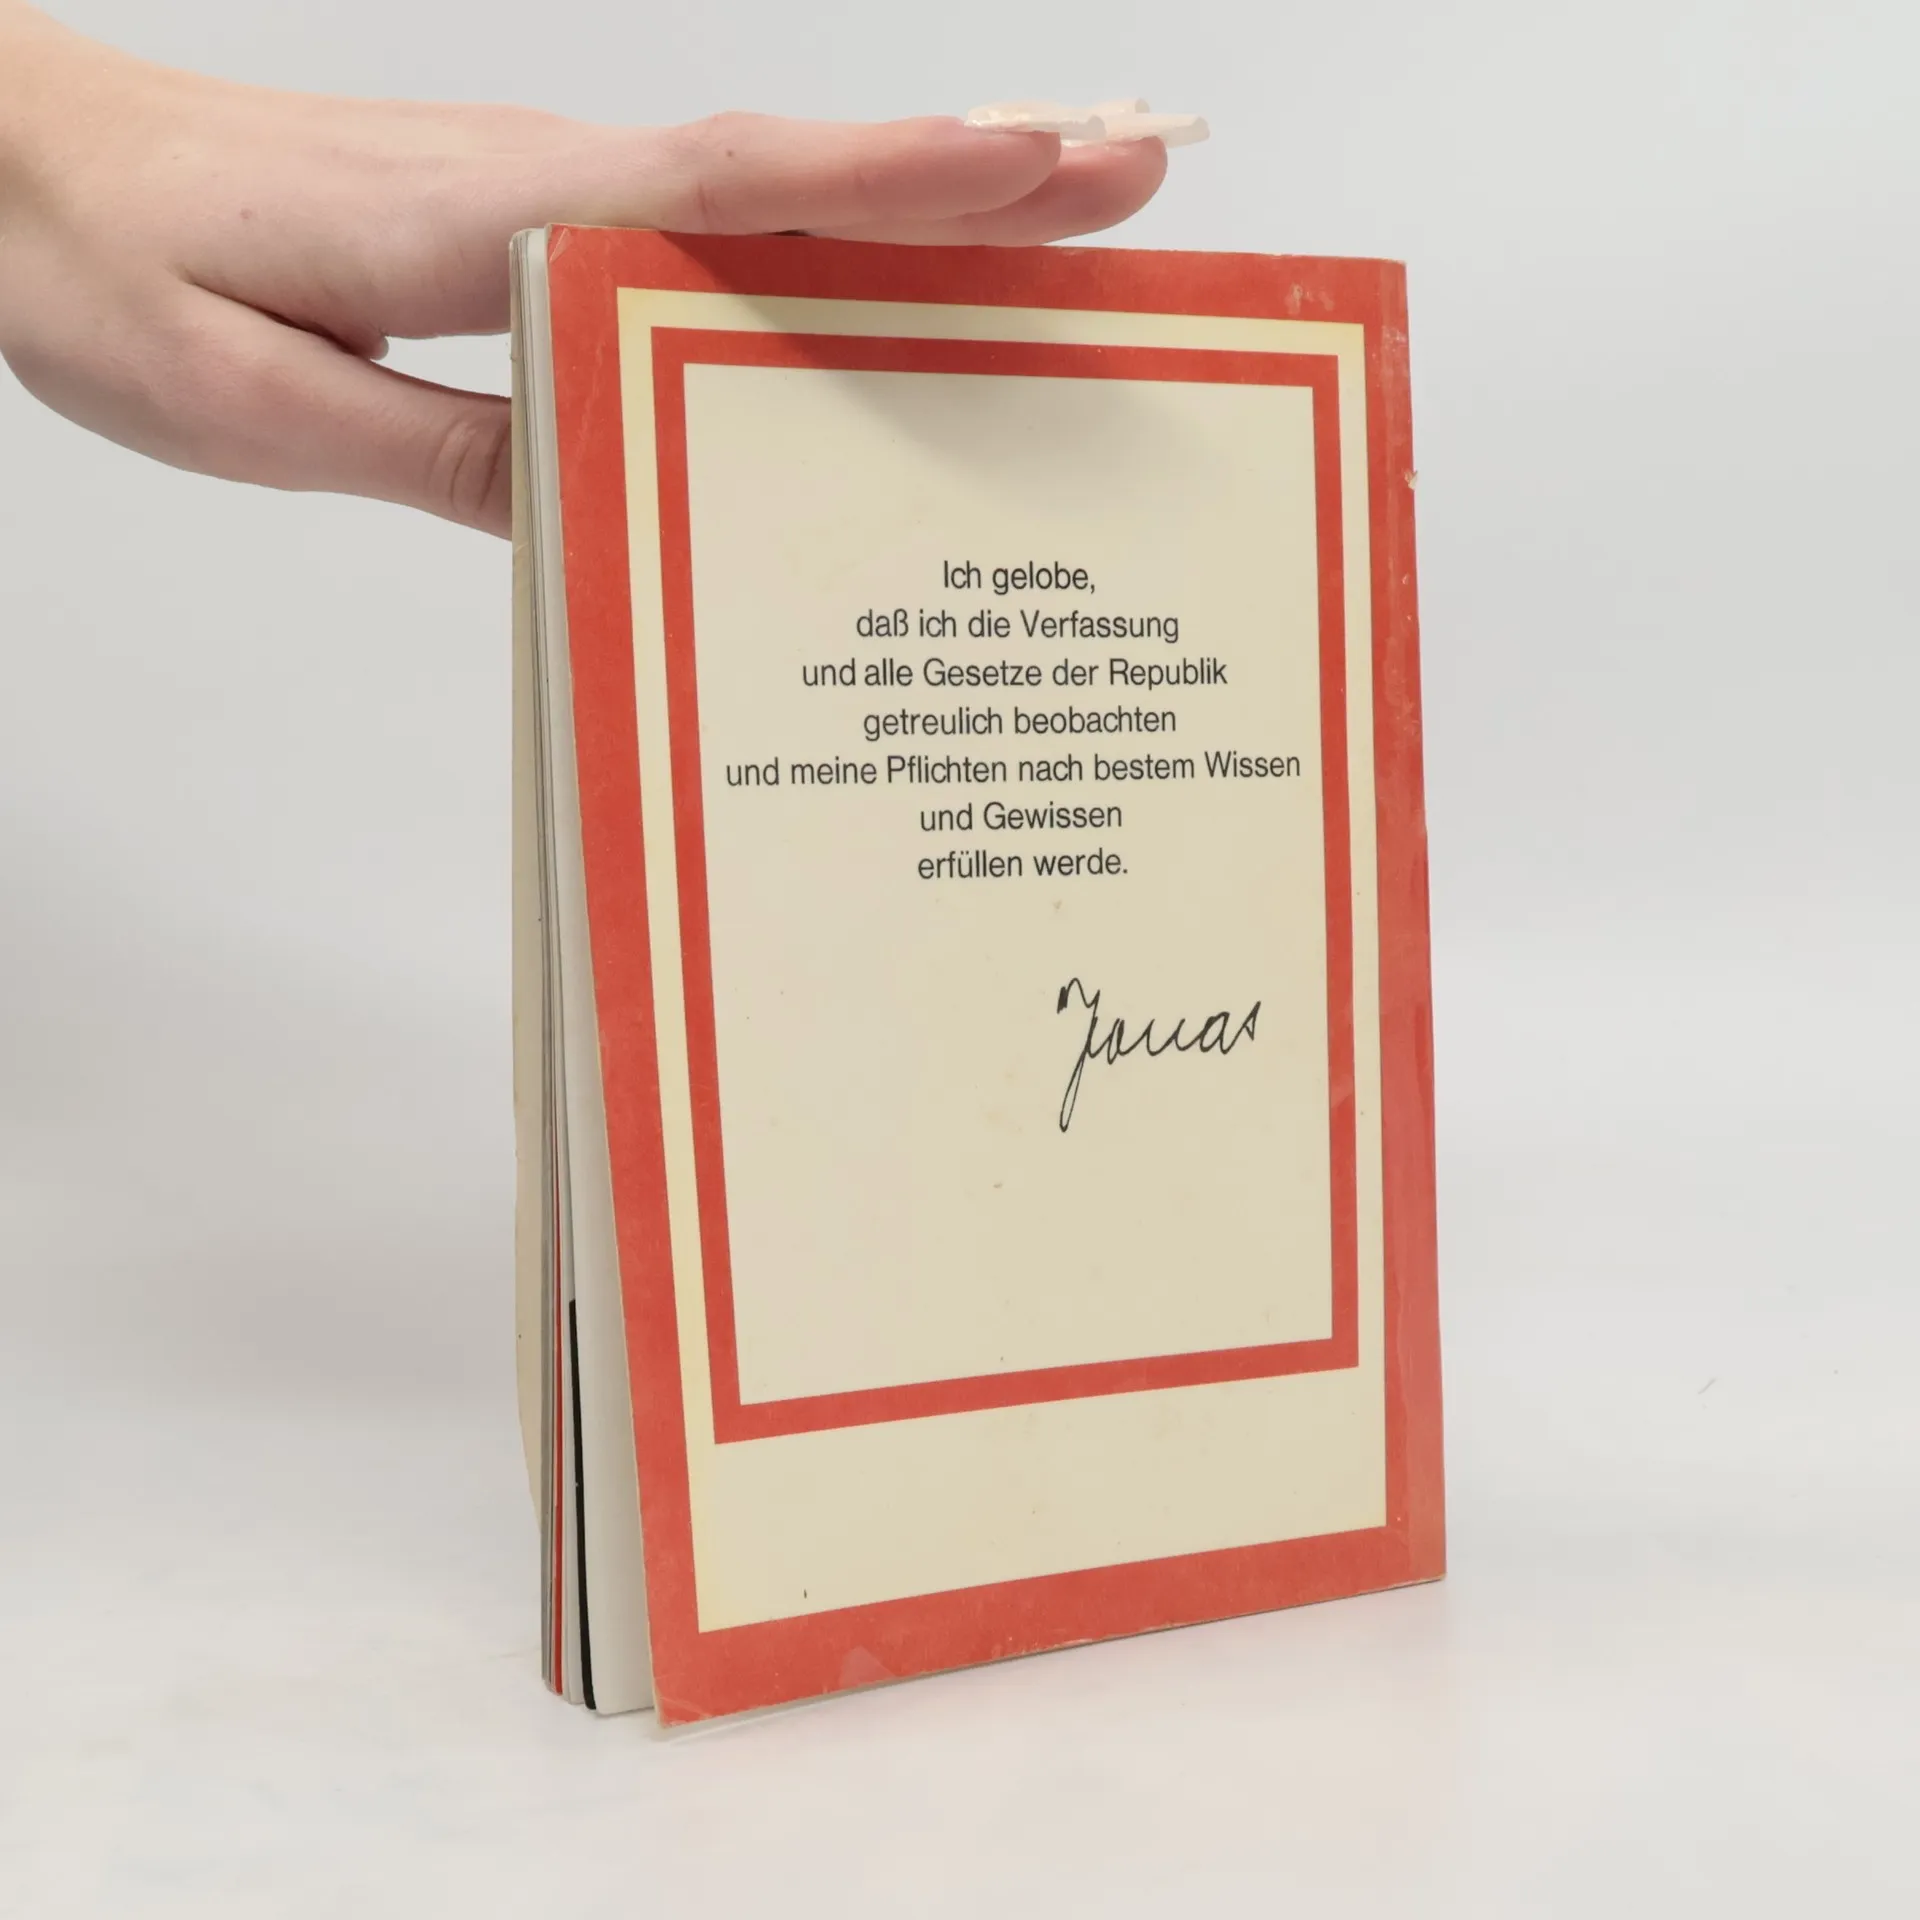 Ich gelobe,
daß ich die Verfassung
und alle Gesetze der Republik
getreulich beobachten
und meine Pflichten nach bestem Wissen
und Gewissen
erfüllen werde.
Jonas